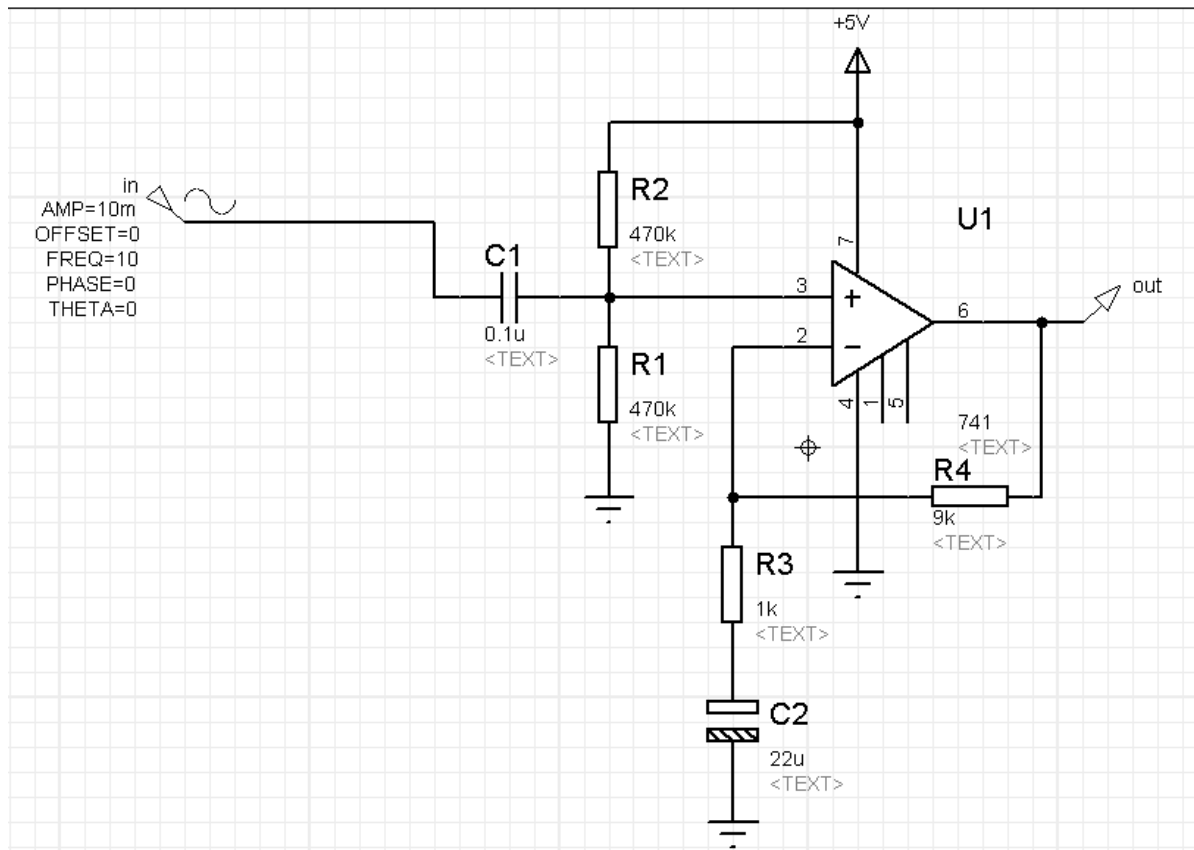 +5V
in
AMP=10m
OFFSET=0
FREQ=10
PHASE=0
THETA=0
R2
470k
<TEXT>
U1
7
C1
0.1u
<TEXT>
3
+
2
−
6
out
R1
470k
<TEXT>
4
1
5
741
<TEXT>
R4
9k
<TEXT>
R3
1k
<TEXT>
C2
22u
<TEXT>